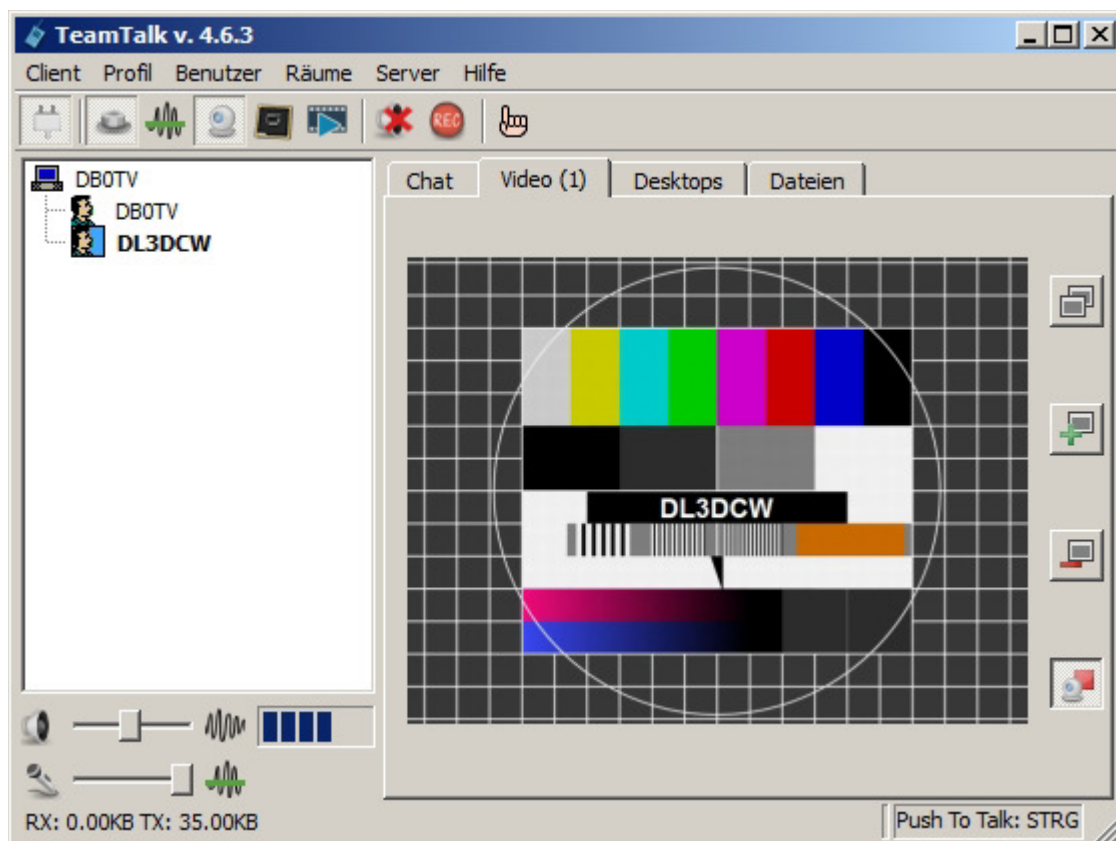 TeamTalk v. 4.6.3
Client Profil Benutzer Räume Server Hilfe
REC
DB0TV
DB0TV
DL3DCW
Chat Video (1) Desktops Dateien
DL3DCW
RX: 0.00KB TX: 35.00KB
Push To Talk: STRG